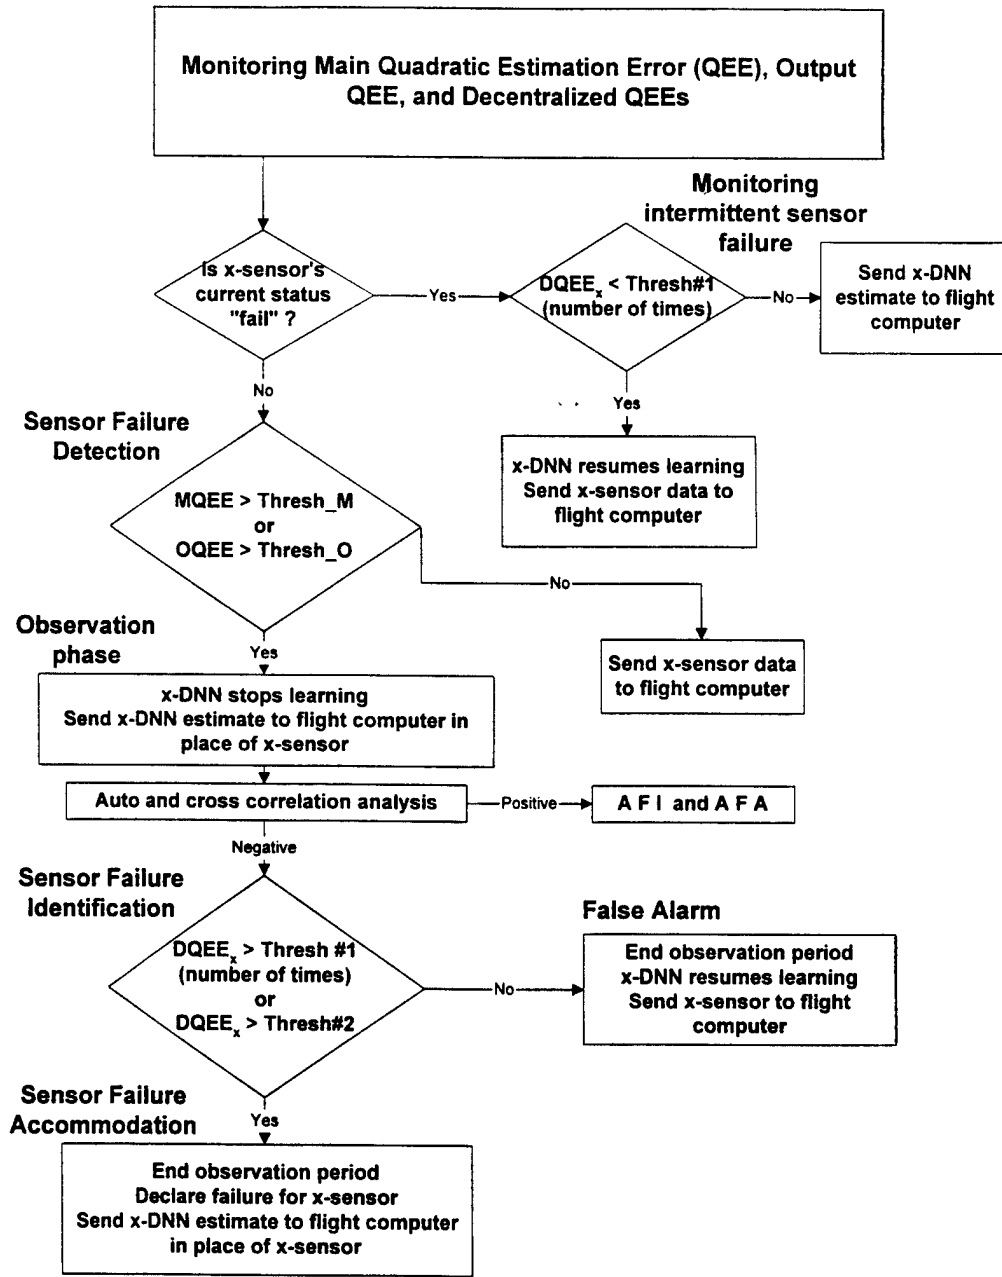 Monitoring Main Quadratic Estimation Error (QEE), Output
QEE, and Decentralized QEEs
Monitoring
intermittent sensor
failure
Is x-sensor's
current status
"fail" ?
Yes
DQEEx < Thresh#1
(number of times)
No
Send x-DNN
estimate to flight
computer
No
Yes
x-DNN resumes learning
Send x-sensor data to
flight computer
Sensor Failure
Detection
MQEE > Thresh_M
or
OQEE > Thresh_O
No
Send x-sensor data
to flight computer
Observation
phase
Yes
x-DNN stops learning
Send x-DNN estimate to flight computer in
place of x-sensor
Auto and cross correlation analysis
Positive
A F I and A F A
Negative
Sensor Failure
Identification
DQEEx > Thresh #1
(number of times)
or
DQEEx > Thresh#2
No
False Alarm
End observation period
x-DNN resumes learning
Send x-sensor to flight
computer
Sensor Failure
Accommodation
Yes
End observation period
Declare failure for x-sensor
Send x-DNN estimate to flight computer
in place of x-sensor